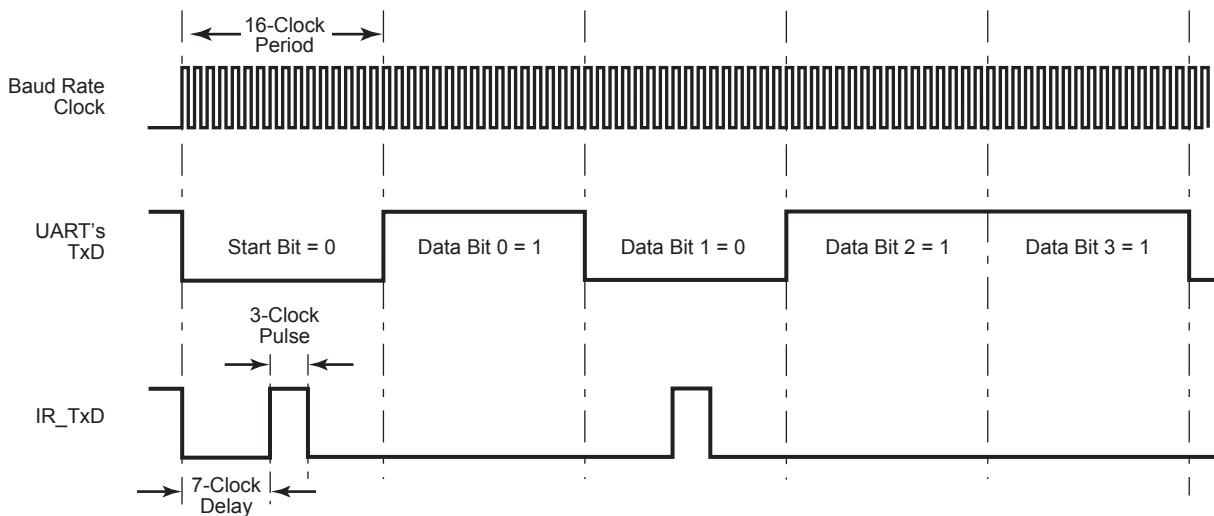 16-Clock
Period
Baud Rate
Clock
UART's
TxD
Start Bit = 0
Data Bit 0 = 1
Data Bit 1 = 0
Data Bit 2 = 1
Data Bit 3 = 1
3-Clock
Pulse
IR_TxD
7-Clock
Delay